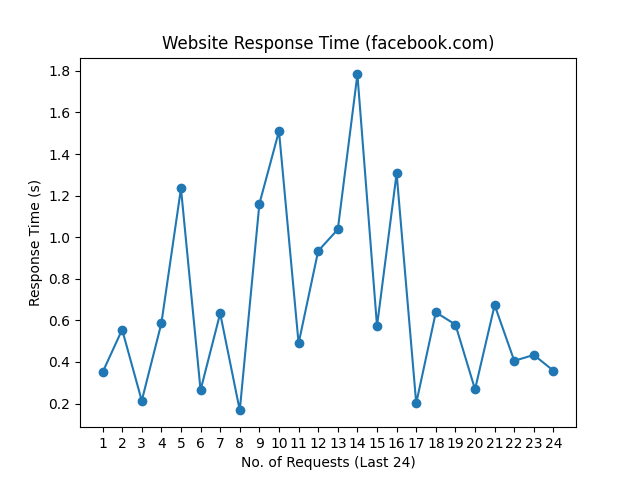 Website Response Time (facebook.com)
Response Time (s)
1.8
1.6
1.4
1.2
1.0
0.8
0.6
0.4
0.2
1 2 3 4 5 6 7 8 9 10 11 12 13 14 15 16 17 18 19 20 21 22 23 24
No. of Requests (Last 24)